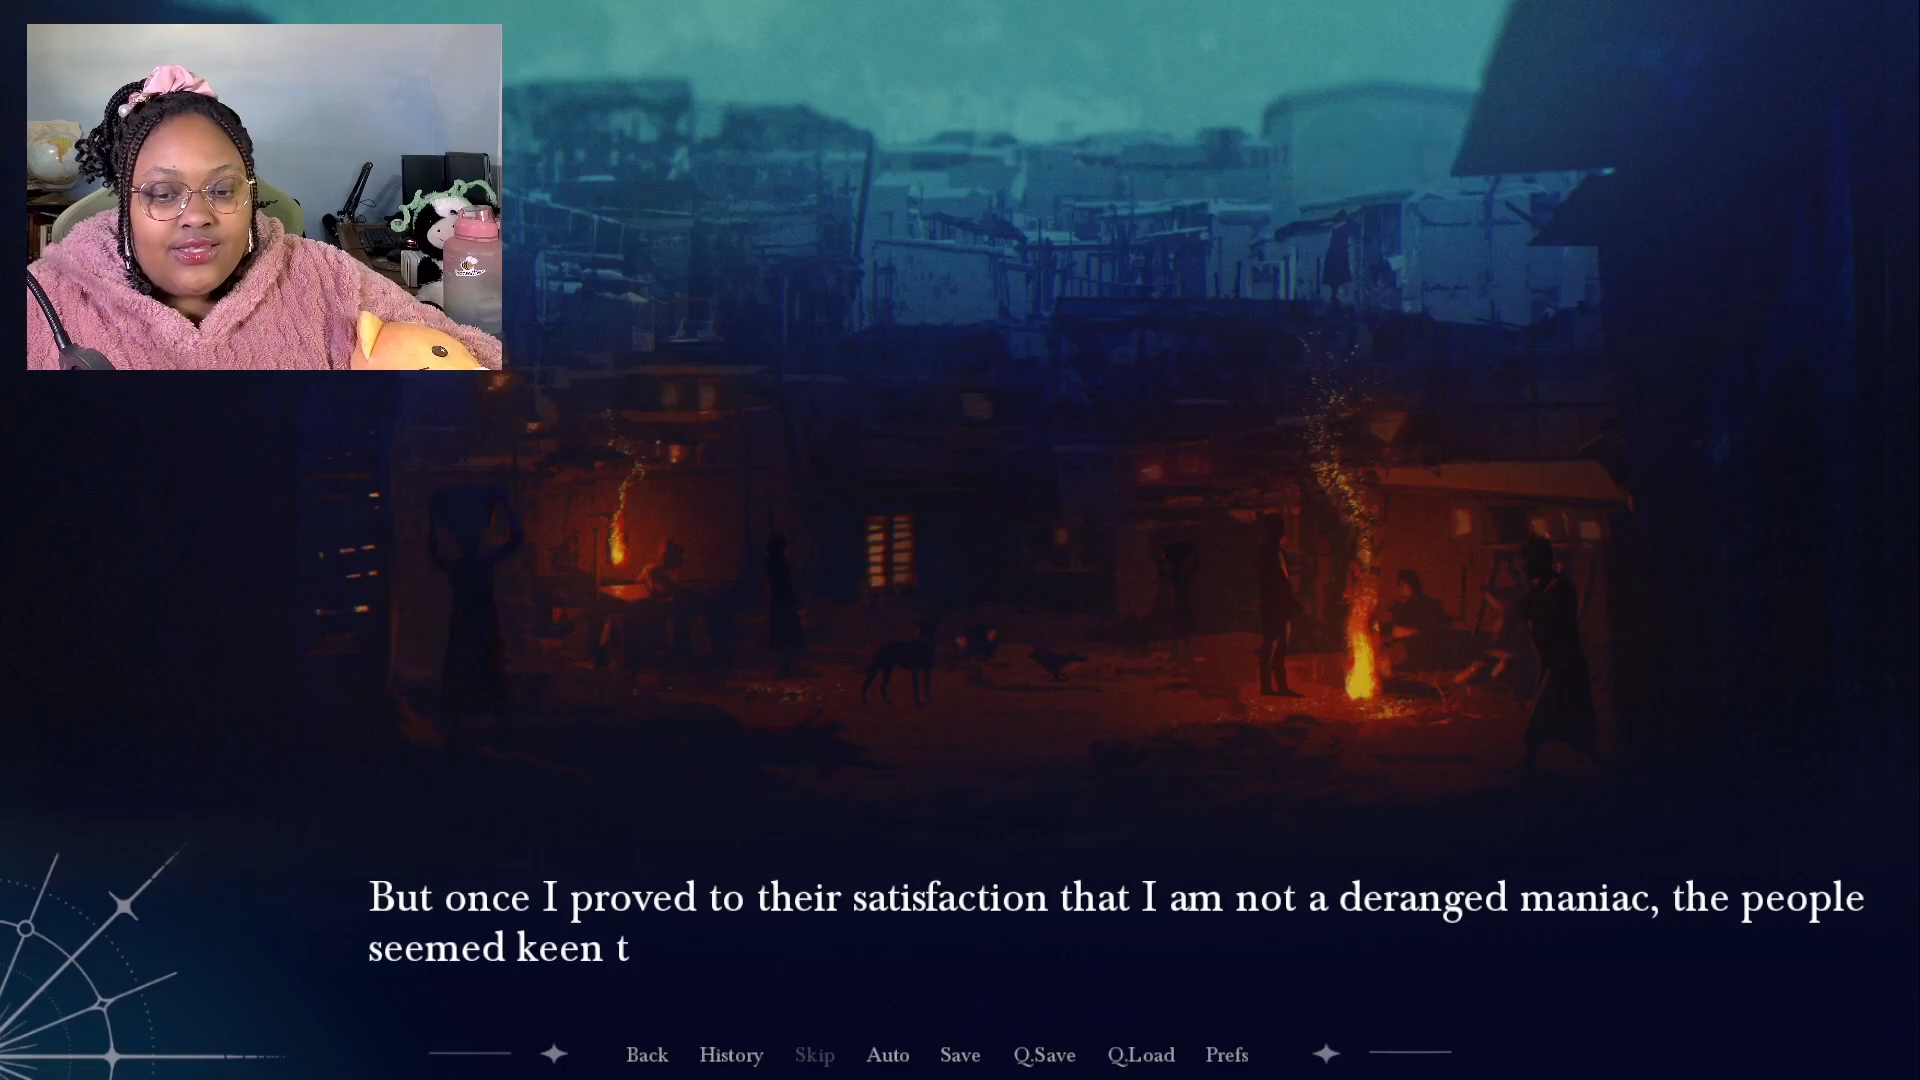 But once I proved to their satisfaction that I am not a deranged maniac, the people
seemed keen t
Back History Skip Auto Save Q.Save Q.Load Prefs